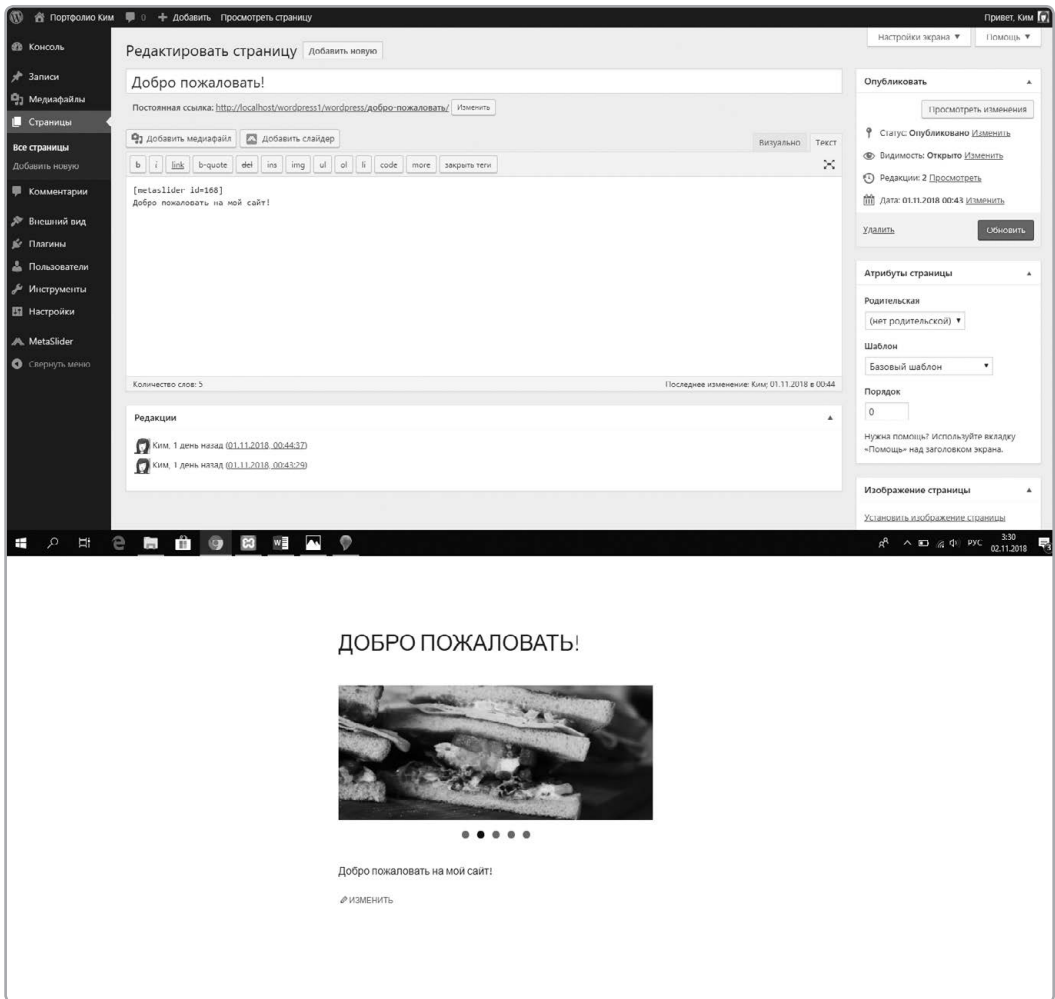 Портфолио Ким 0 + Добавить Просмотреть страницу Привет, Ким
Консоль
Записи
Медиафайлы
Страницы
Все страницы
Добавить новую
Комментарии
Внешний вид
Плагины
Пользователи
Инструменты
Настройки
MetaSlider
Свернуть меню
Настройки экрана ▼ Помощь ▼
Редактировать страницу Добавить новую
Добро пожаловать!
Постоянная ссылка: http://localhost/wordpress1/wordpress/добро-пожаловать/ Изменить
Добавить медиафайл Добавить слайдер Визуально Текст
b i link b-quote del ins img ul ol li code more закрыть теги
[metaslider id=168]
Добро пожаловать на мой сайт!
Количество слов: 5 Последнее изменение: Ким; 01.11.2018 в 00:44
Редакции
Ким, 1 день назад (01.11.2018, 00:44:37)
Ким, 1 день назад (01.11.2018, 00:43:29)
Опубликовать
Просмотреть изменения
Статус: Опубликовано Изменить
Видимость: Открыто Изменить
Редакции: 2 Просмотреть
Дата: 01.11.2018 00:43 Изменить
Удалить Обновить
Атрибуты страницы
Родительская
(нет родительской) ▼
Шаблон
Базовый шаблон ▼
Порядок
0
Нужна помощь? Используйте вкладку
«Помощь» над заголовком экрана.
Изображение страницы
Установить изображение страницы
РУС 3:30
02.11.2018
ДОБРО ПОЖАЛОВАТЬ!
Добро пожаловать на мой сайт!
ИЗМЕНИТЬ